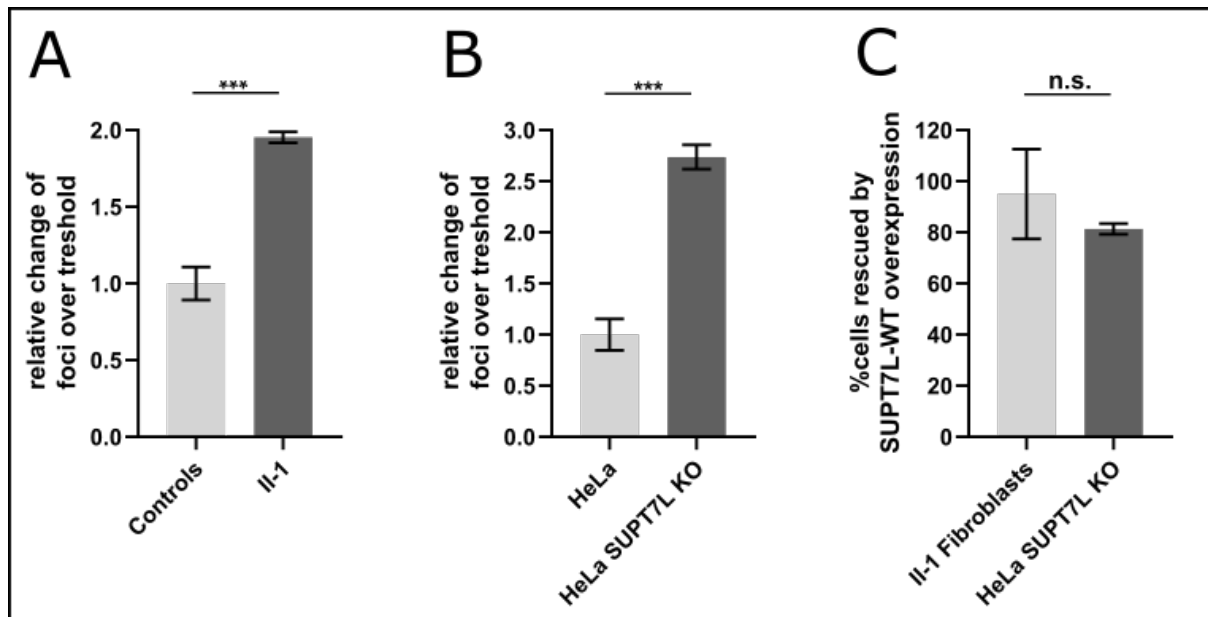 A
***
relative change of
foci over treshold
2.0
1.5
1.0
0.5
0.0
Controls
II-1
B
***
relative change of
foci over treshold
3.0
2.5
2.0
1.5
1.0
0.5
0.0
HeLa
HeLa SUPT7L KO
C
n.s.
%cells rescued by
SUPT7L-WT overexpression
120
100
80
60
40
20
0
II-1 Fibroblasts
HeLa SUPT7L KO